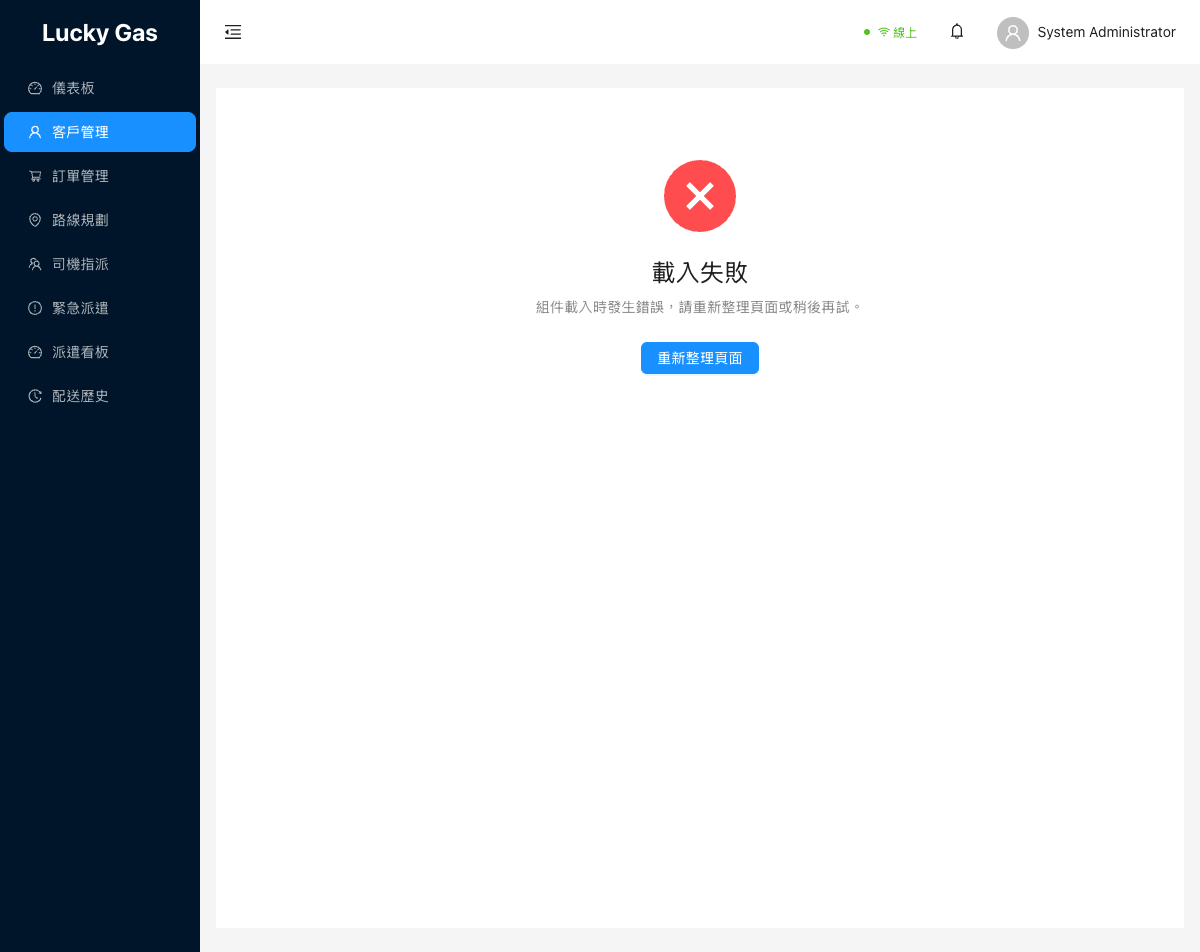 Lucky Gas
線上
System Administrator
儀表板
客戶管理
訂單管理
路線規劃
司機指派
緊急派遣
派遣看板
配送歷史
載入失敗
組件載入時發生錯誤，請重新整理頁面或稍後再試。
重新整理頁面